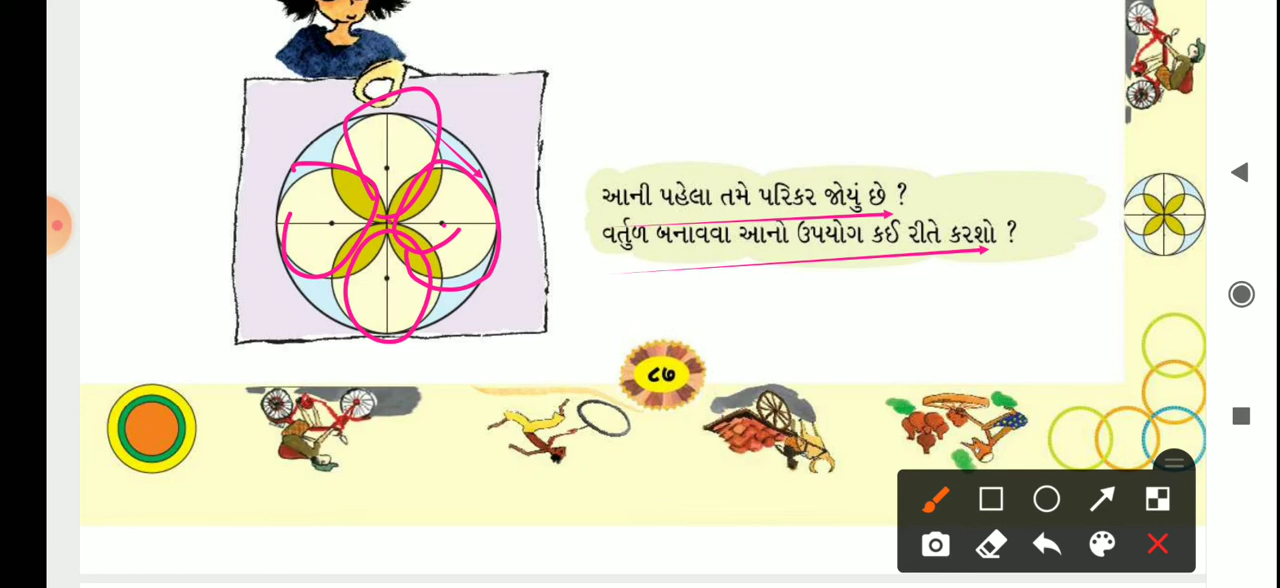 આની પહેલા તમે પરિકર જોયું છે ?
વર્તુળ બનાવવા આનો ઉપયોગ કઈ રીતે કરશો ?
૮૭